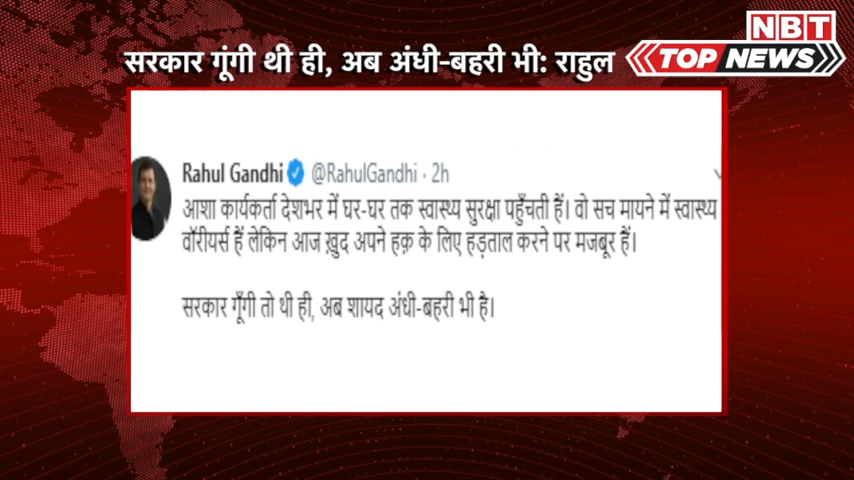 NBT
सरकार गूंगी थी ही, अब अंधी-बहरी भी: राहुल
TOP NEWS
Rahul Gandhi @RahulGandhi · 2h
आशा कार्यकर्ता देशभर में घर-घर तक स्वास्थ्य सुरक्षा पहुँचाती हैं। वो सच मायने में स्वास्थ्य
वॉरीयर्स हैं लेकिन आज ख़ुद अपने हक़ के लिए हड़ताल करने पर मजबूर हैं।
सरकार गूँगी तो थी ही, अब शायद अंधी-बहरी भी है।